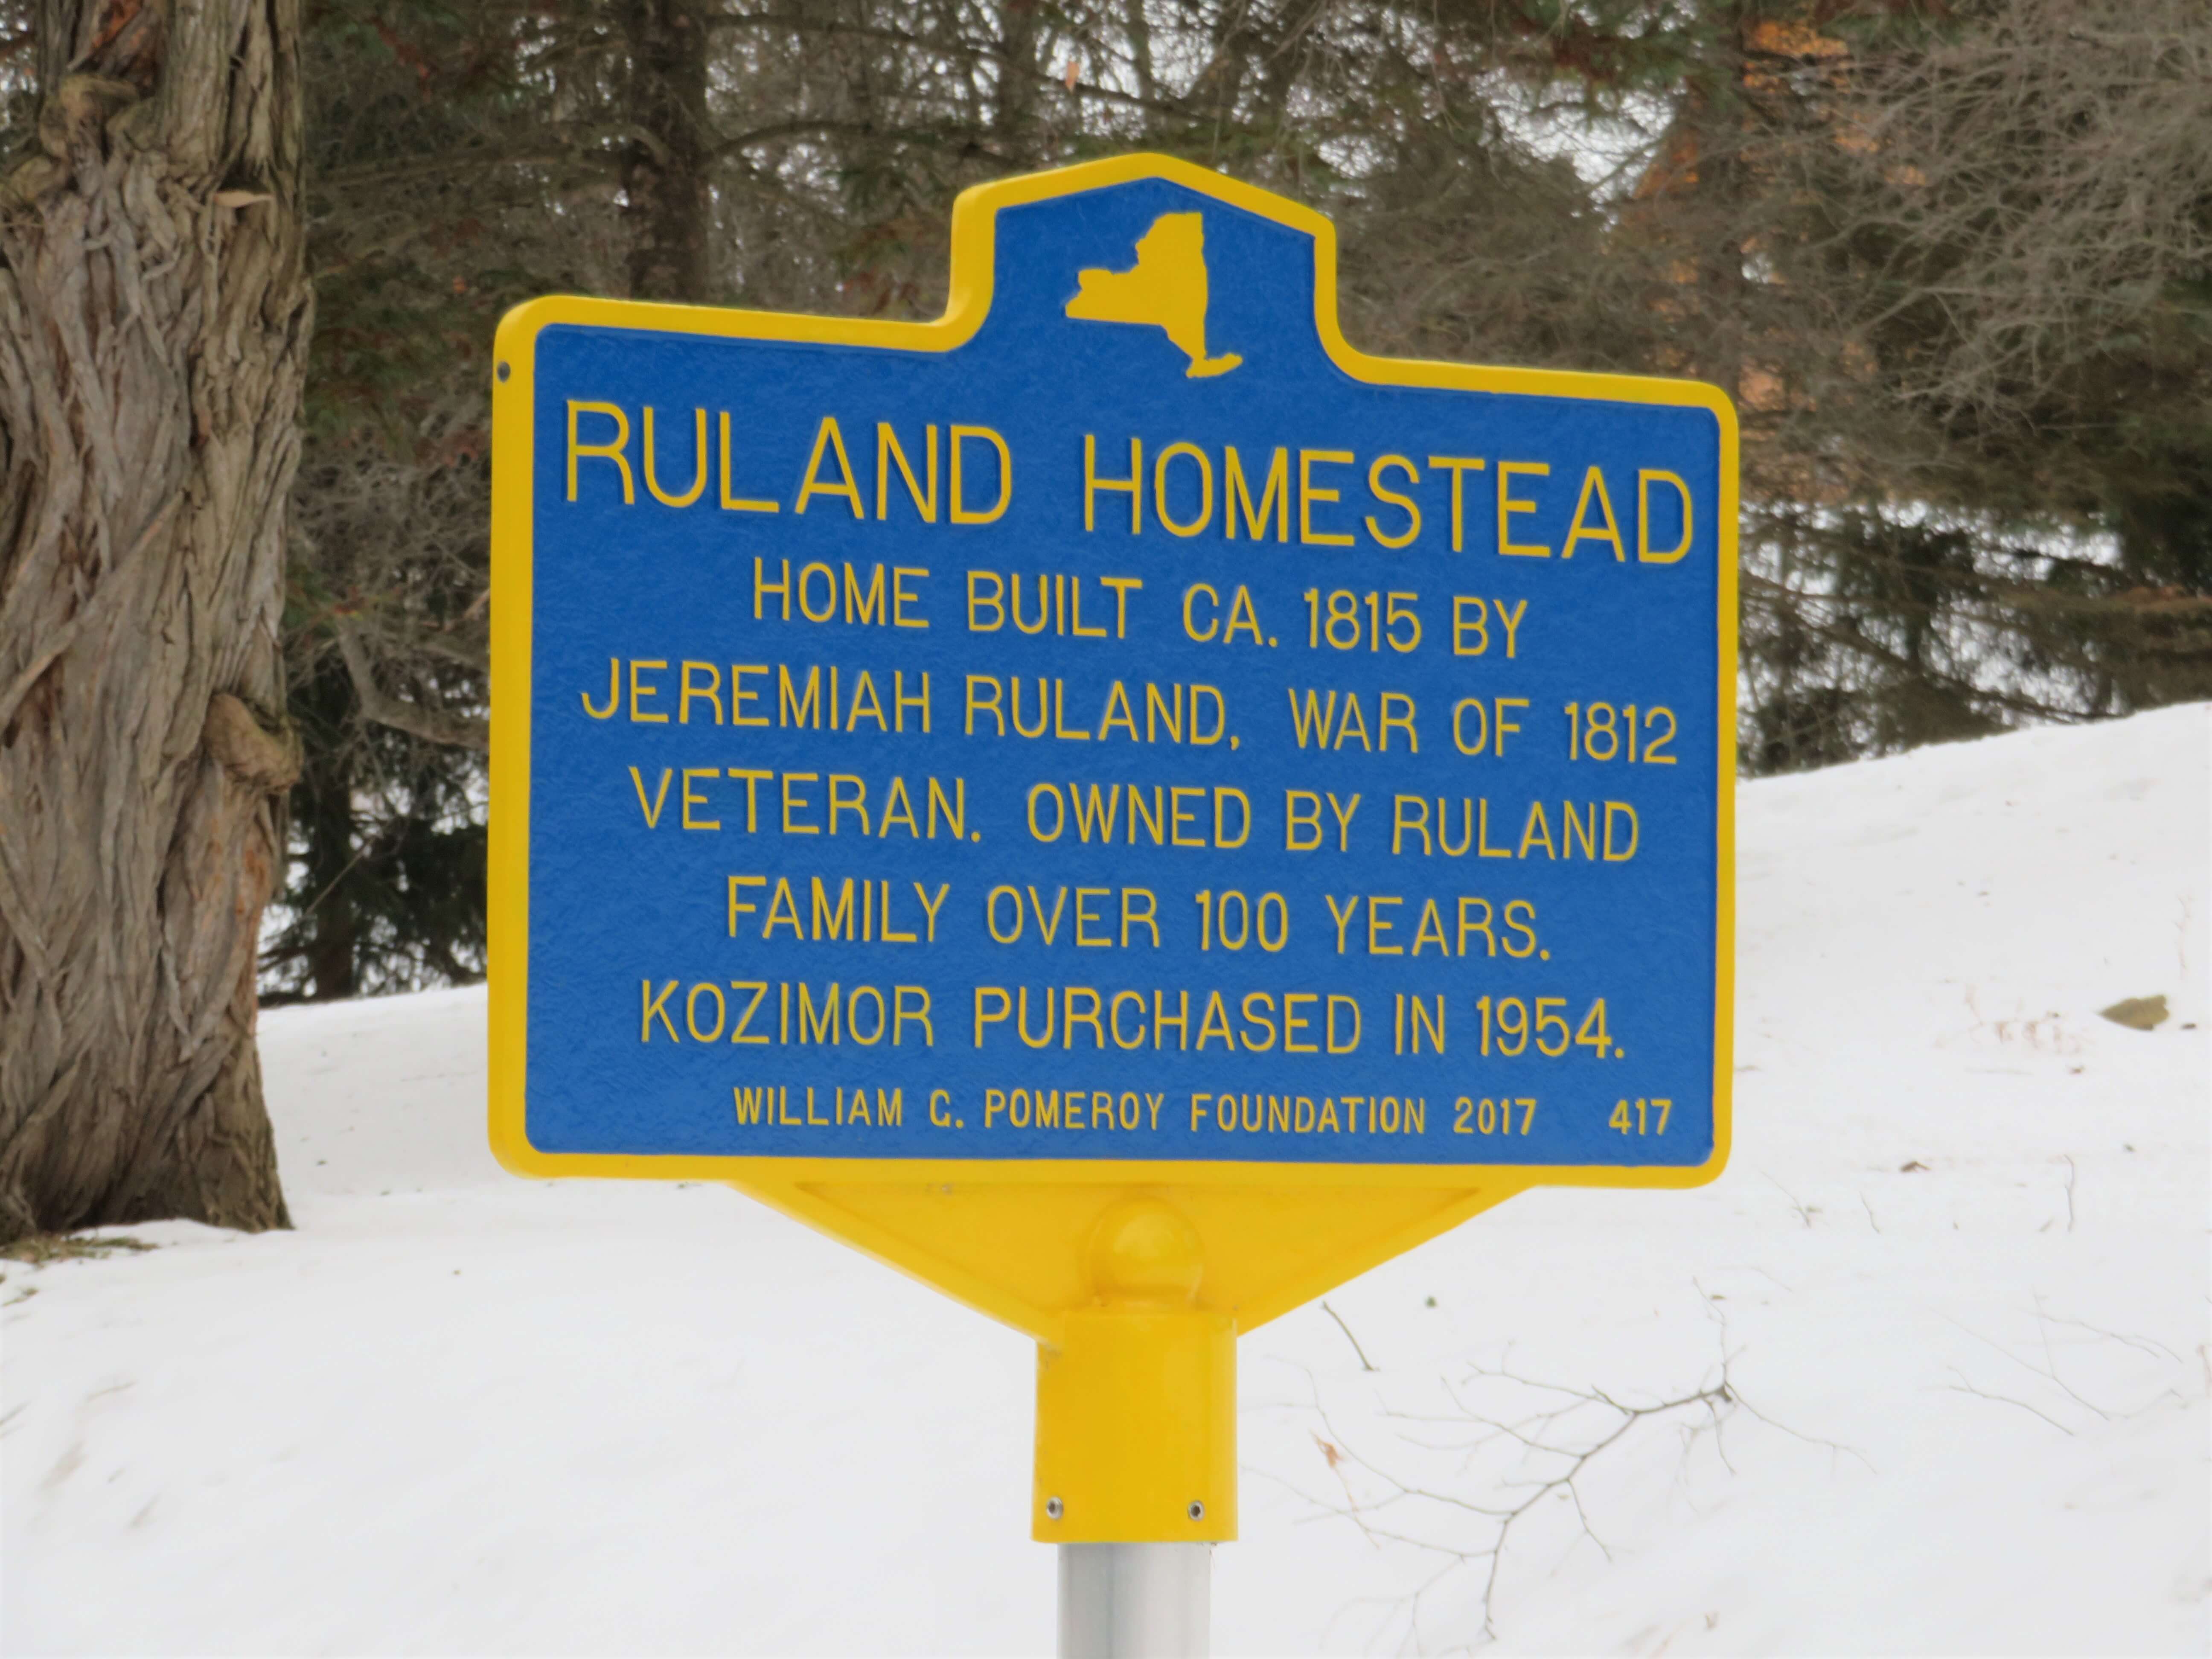 RULAND HOMESTEAD
HOME BUILT CA. 1815 BY
JEREMIAH RULAND, WAR OF 1812
VETERAN. OWNED BY RULAND
FAMILY OVER 100 YEARS.
KOZIMOR PURCHASED IN 1954.
WILLIAM G. POMEROY FOUNDATION 2017 417